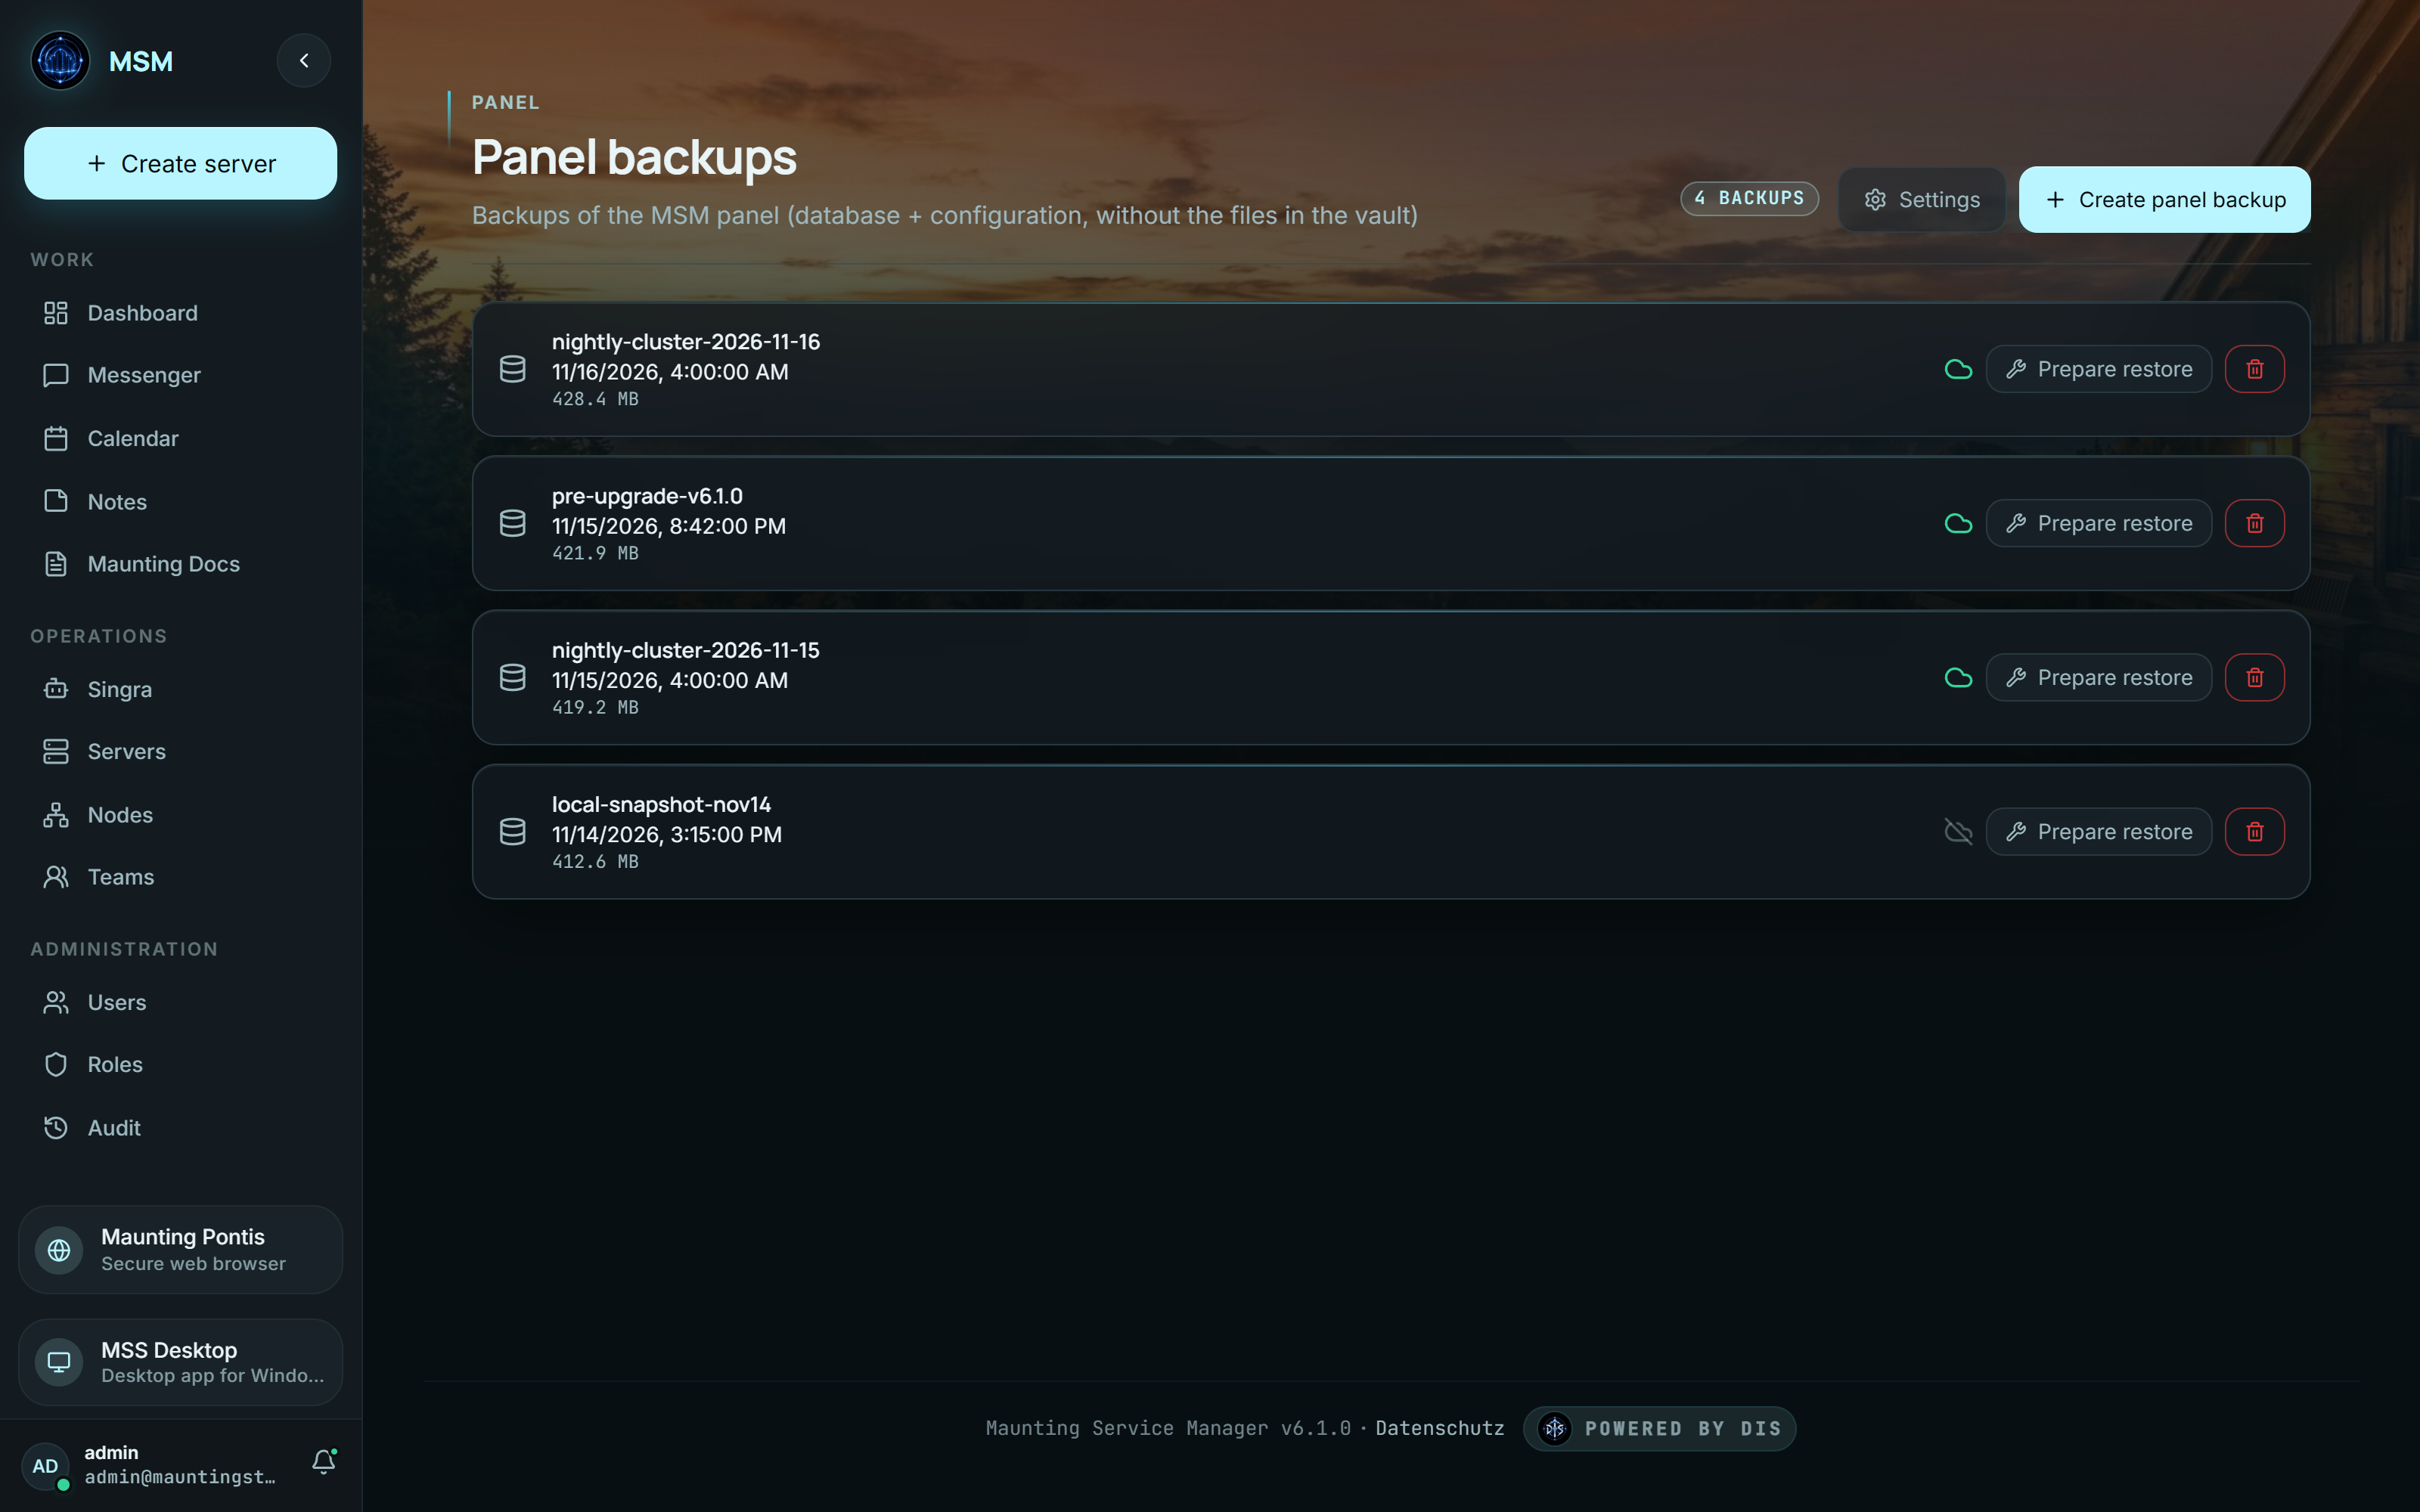 MSM
Create server
WORK
Dashboard
Messenger
Calendar
Notes
Maunting Docs
OPERATIONS
Singra
Servers
Nodes
Teams
ADMINISTRATION
Users
Roles
Audit
Maunting Pontis
Secure web browser
MSS Desktop
Desktop app for Windo...
AD
admin
admin@mauntingst...
PANEL
Panel backups
Backups of the MSM panel (database + configuration, without the files in the vault)
4 BACKUPS
Settings
Create panel backup
nightly-cluster-2026-11-16
11/16/2026, 4:00:00 AM
428.4 MB
Prepare restore
pre-upgrade-v6.1.0
11/15/2026, 8:42:00 PM
421.9 MB
Prepare restore
nightly-cluster-2026-11-15
11/15/2026, 4:00:00 AM
419.2 MB
Prepare restore
local-snapshot-nov14
11/14/2026, 3:15:00 PM
412.6 MB
Prepare restore
Maunting Service Manager v6.1.0 · Datenschutz
POWERED BY DIS